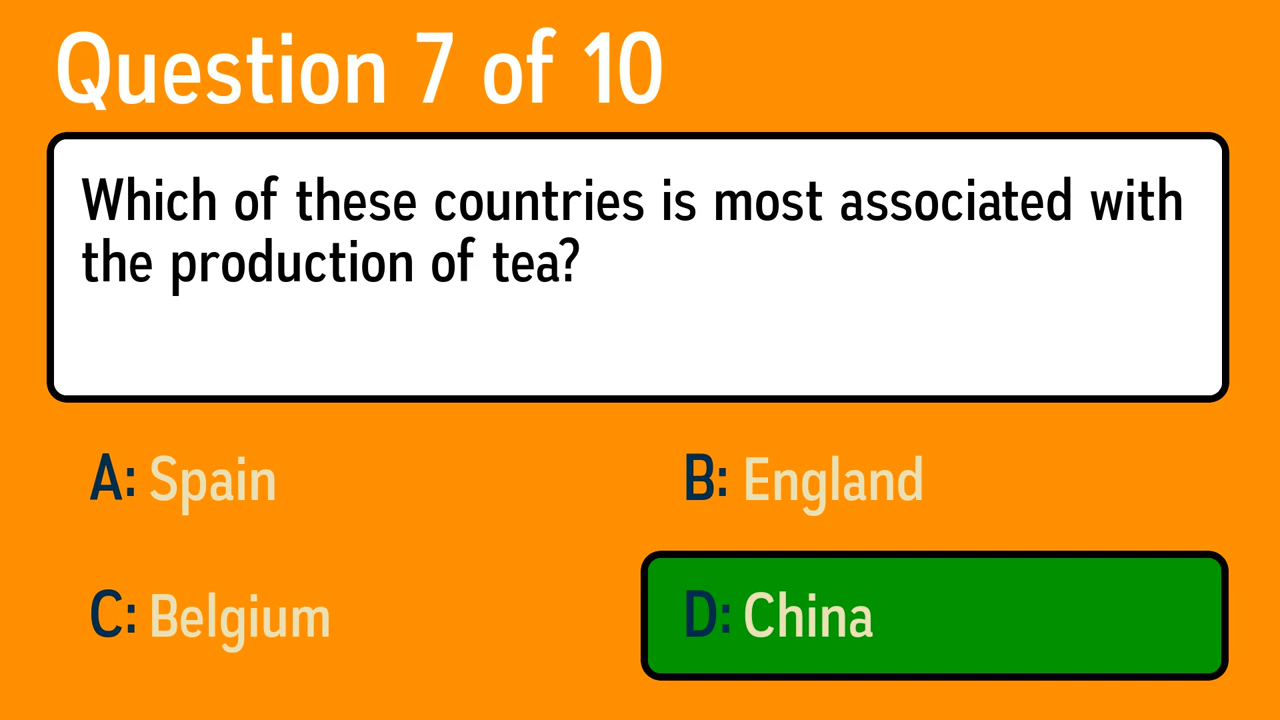 Question 7 of 10
Which of these countries is most associated with
the production of tea?
A: Spain
B: England
C: Belgium
D: China